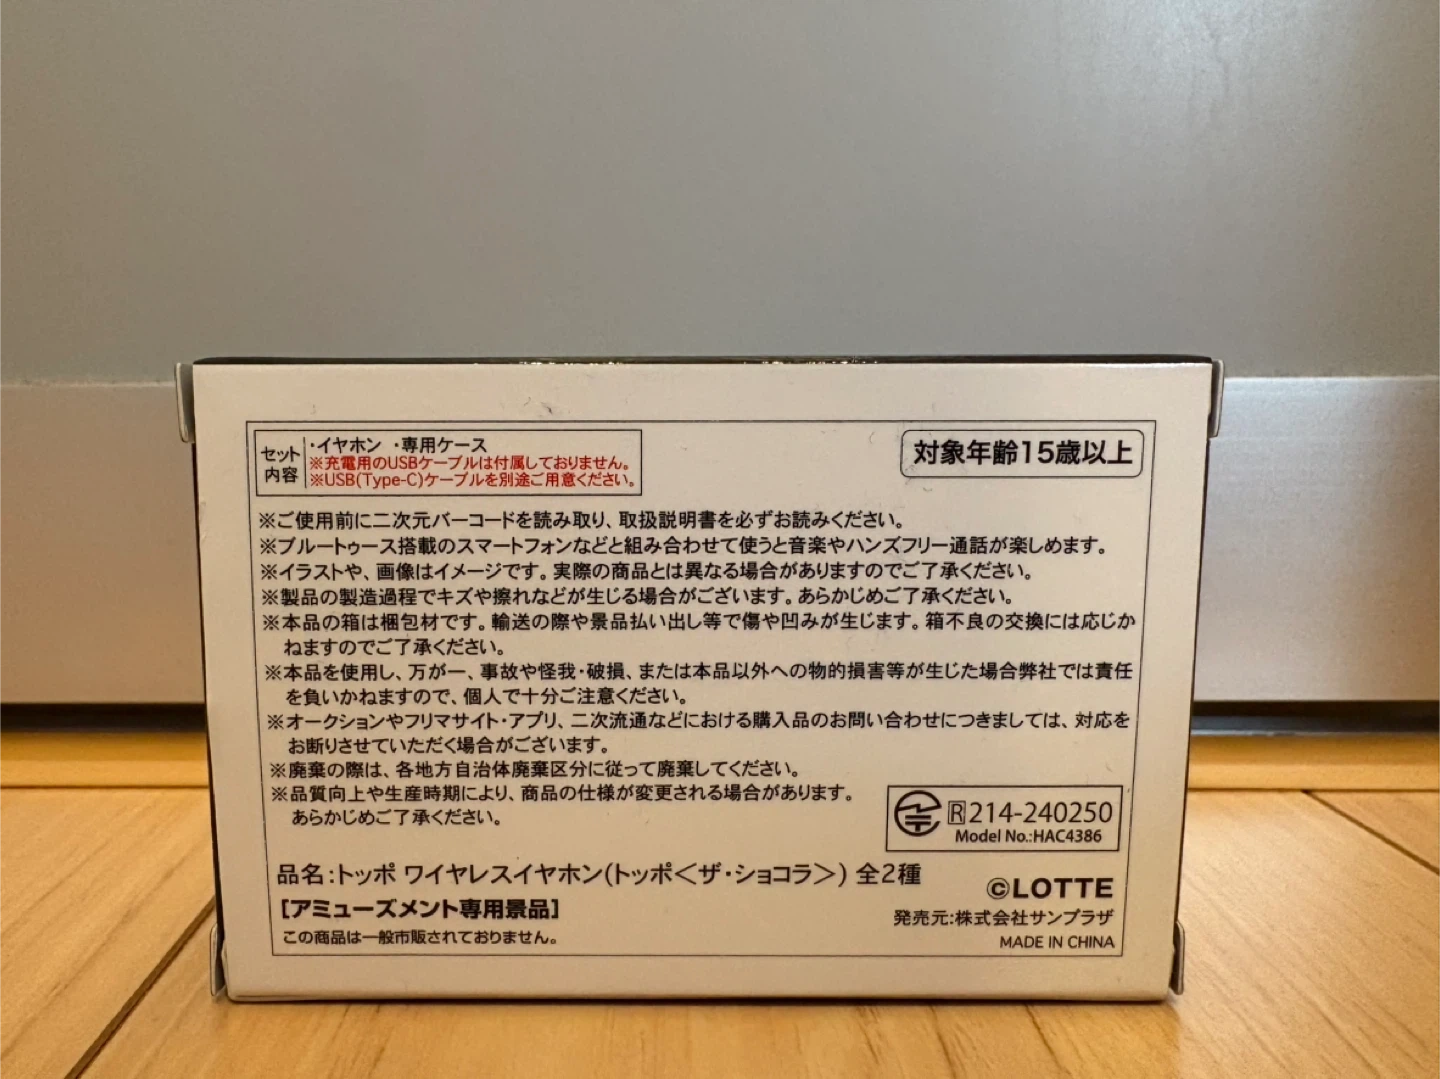 セット内容
・イヤホン ・専用ケース
※充電用のUSBケーブルは付属しておりません。
※USB(Type-C)ケーブルを別途ご用意ください。
対象年齢15歳以上
※ご使用前に二次元バーコードを読み取り、取扱説明書を必ずお読みください。
※ブルートゥース搭載のスマートフォンなどと組み合わせて使うと音楽やハンズフリー通話が楽しめます。
※イラストや、画像はイメージです。実際の商品とは異なる場合がありますのでご了承ください。
※製品の製造過程でキズや擦れなどが生じる場合がございます。あらかじめご了承ください。
※本品の箱は梱包材です。輸送の際や景品払い出し等で傷や凹みが生じます。箱不良の交換には応じか
ねますのでご了承ください。
※本品を使用し、万が一、事故や怪我・破損、または本品以外への物的損害等が生じた場合弊社では責任
を負いかねますので、個人で十分ご注意ください。
※オークションやフリマサイト・アプリ、二次流通などにおける購入品のお問い合わせにつきましては、対応を
お断りさせていただく場合がございます。
※廃棄の際は、各地方自治体廃棄区分に従って廃棄してください。
※品質向上や生産時期により、商品の仕様が変更される場合があります。
あらかじめご了承ください。
R 214-240250
Model No.:HAC4386
品名:トッポ ワイヤレスイヤホン(トッポ<ザ・ショコラ>) 全2種
[アミューズメント専用景品]
この商品は一般市販されておりません。
©LOTTE
発売元:株式会社サンプラザ
MADE IN CHINA